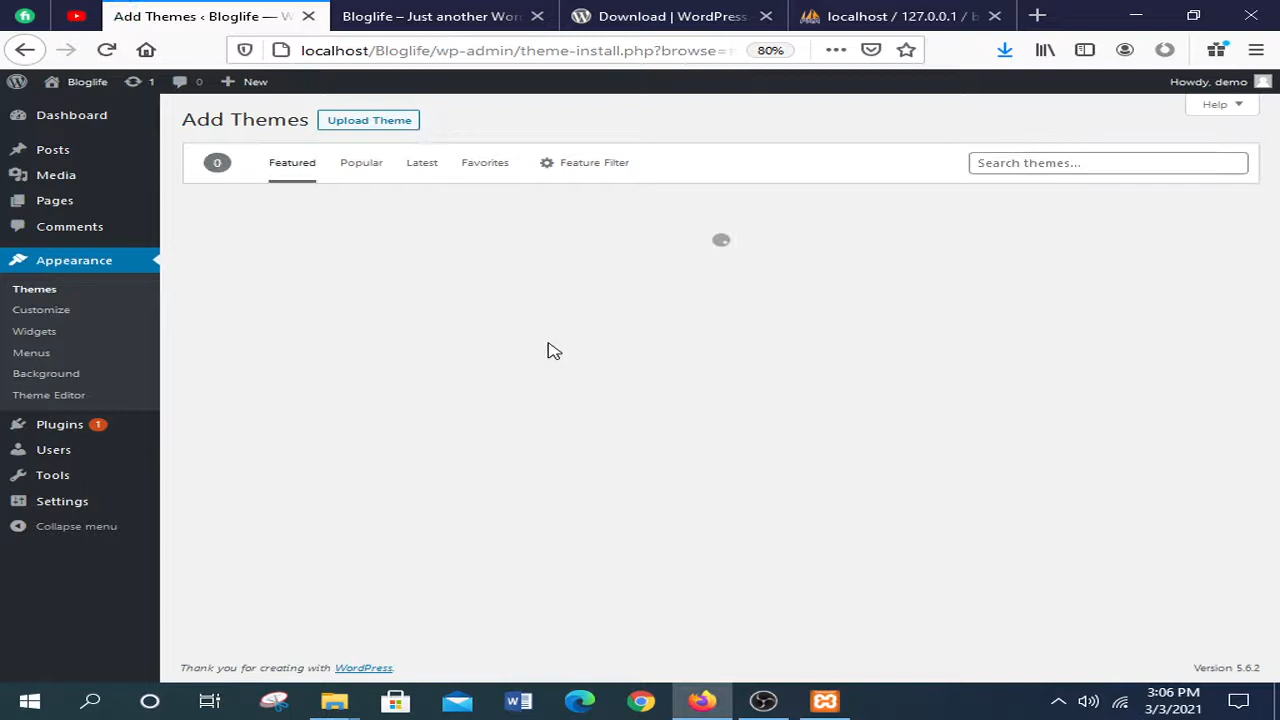 Add Themes ‹ Bloglife — W
Bloglife – Just another Wor
Download | WordPress
localhost / 127.0.0.1 / b
localhost/Bloglife/wp-admin/theme-install.php?browse=
80%
Bloglife
1
0
New
Howdy, demo
Dashboard
Posts
Media
Pages
Comments
Appearance
Themes
Customize
Widgets
Menus
Background
Theme Editor
Plugins 1
Users
Tools
Settings
Collapse menu
Add Themes
Upload Theme
Help
0
Featured
Popular
Latest
Favorites
Feature Filter
Search themes...
Thank you for creating with WordPress.
Version 5.6.2
3:06 PM
3/3/2021